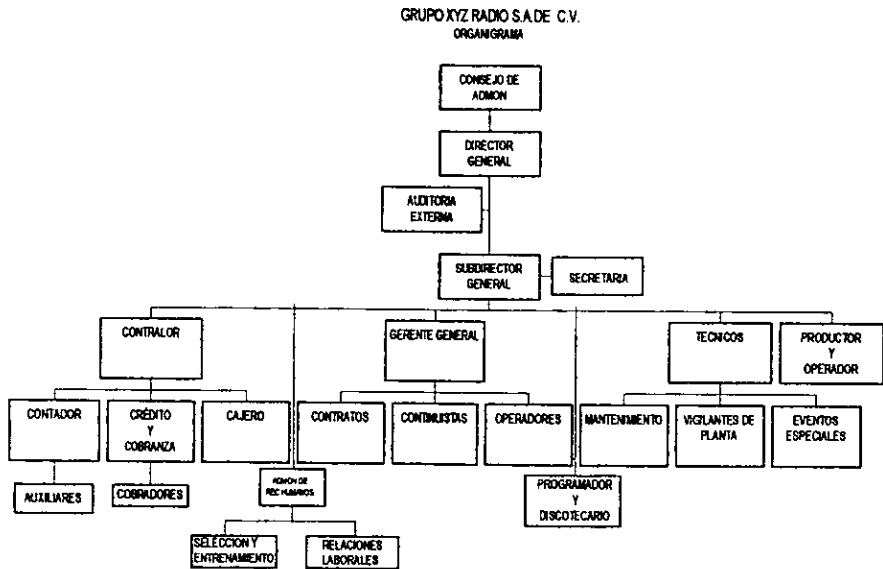 GRUPO XYZ RADIO S.A.DE C.V.
ORGANIGRAMA
CONSEJO DE
ADMON
DIRECTOR
GENERAL
AUDITORIA
EXTERNA
SUBDIRECTOR
GENERAL
SECRETARIA
CONTRALOR
GERENTE GENERAL
TECNICOS
PRODUCTOR
Y
OPERADOR
CONTADOR
CRÉDITO
Y
COBRANZA
CAJERO
CONTRATOS
CONTINUISTAS
OPERADORES
MANTENIMIENTO
VIGILANTES DE
PLANTA
EVENTOS
ESPECIALES
AUXILIARES
COBRADORES
ADMON DE
REC HUMANOS
PROGRAMADOR
Y
DISCOTECARIO
SELECCION Y
ENTRENAMIENTO
RELACIONES
LABORALES